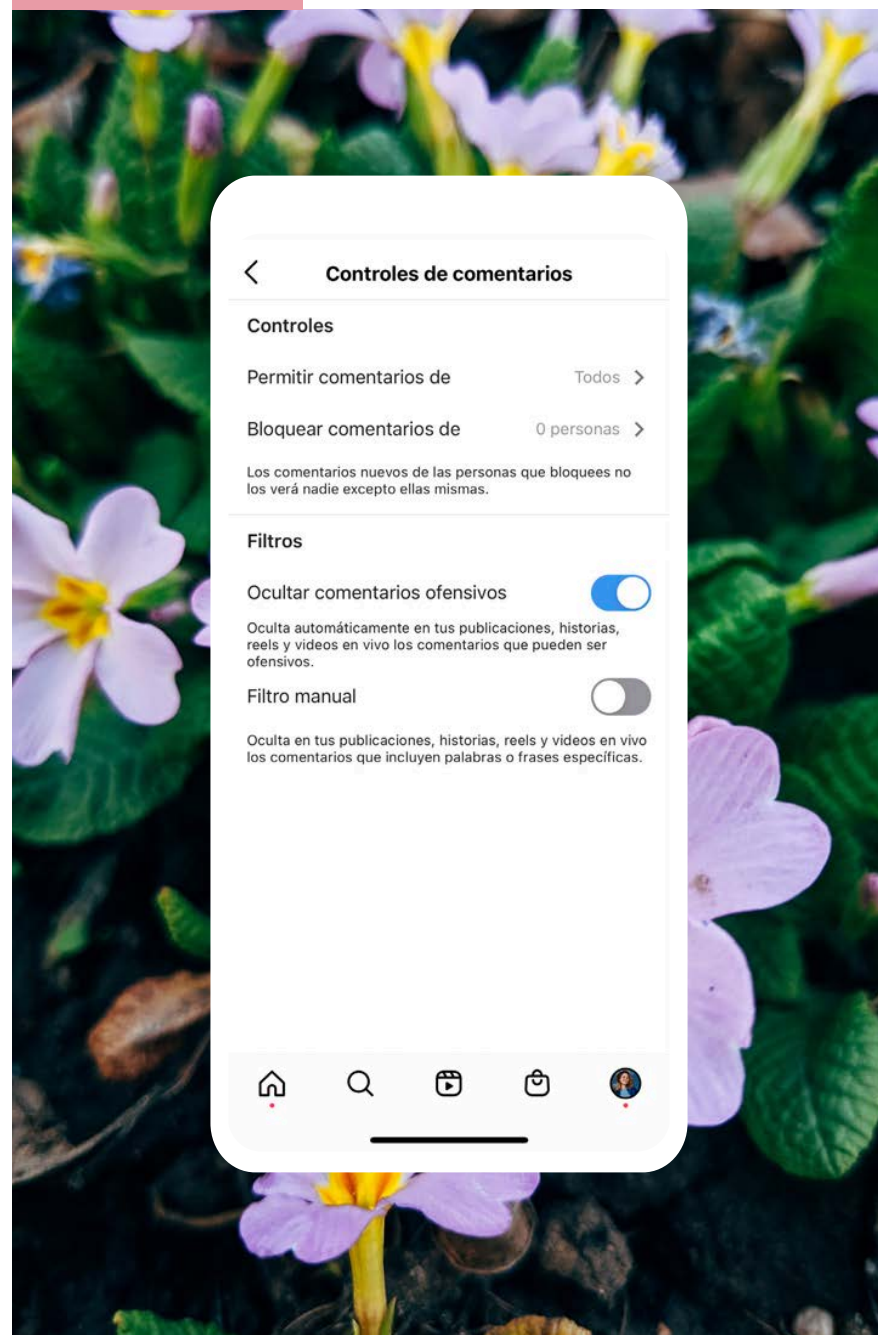 Controles de comentarios
Controles
Permitir comentarios de Todos
Bloquear comentarios de 0 personas
Los comentarios nuevos de las personas que bloquees no
los verá nadie excepto ellas mismas.
Filtros
Ocultar comentarios ofensivos
Oculta automáticamente en tus publicaciones, historias,
reels y videos en vivo los comentarios que pueden ser
ofensivos.
Filtro manual
Oculta en tus publicaciones, historias, reels y videos en vivo
los comentarios que incluyen palabras o frases específicas.